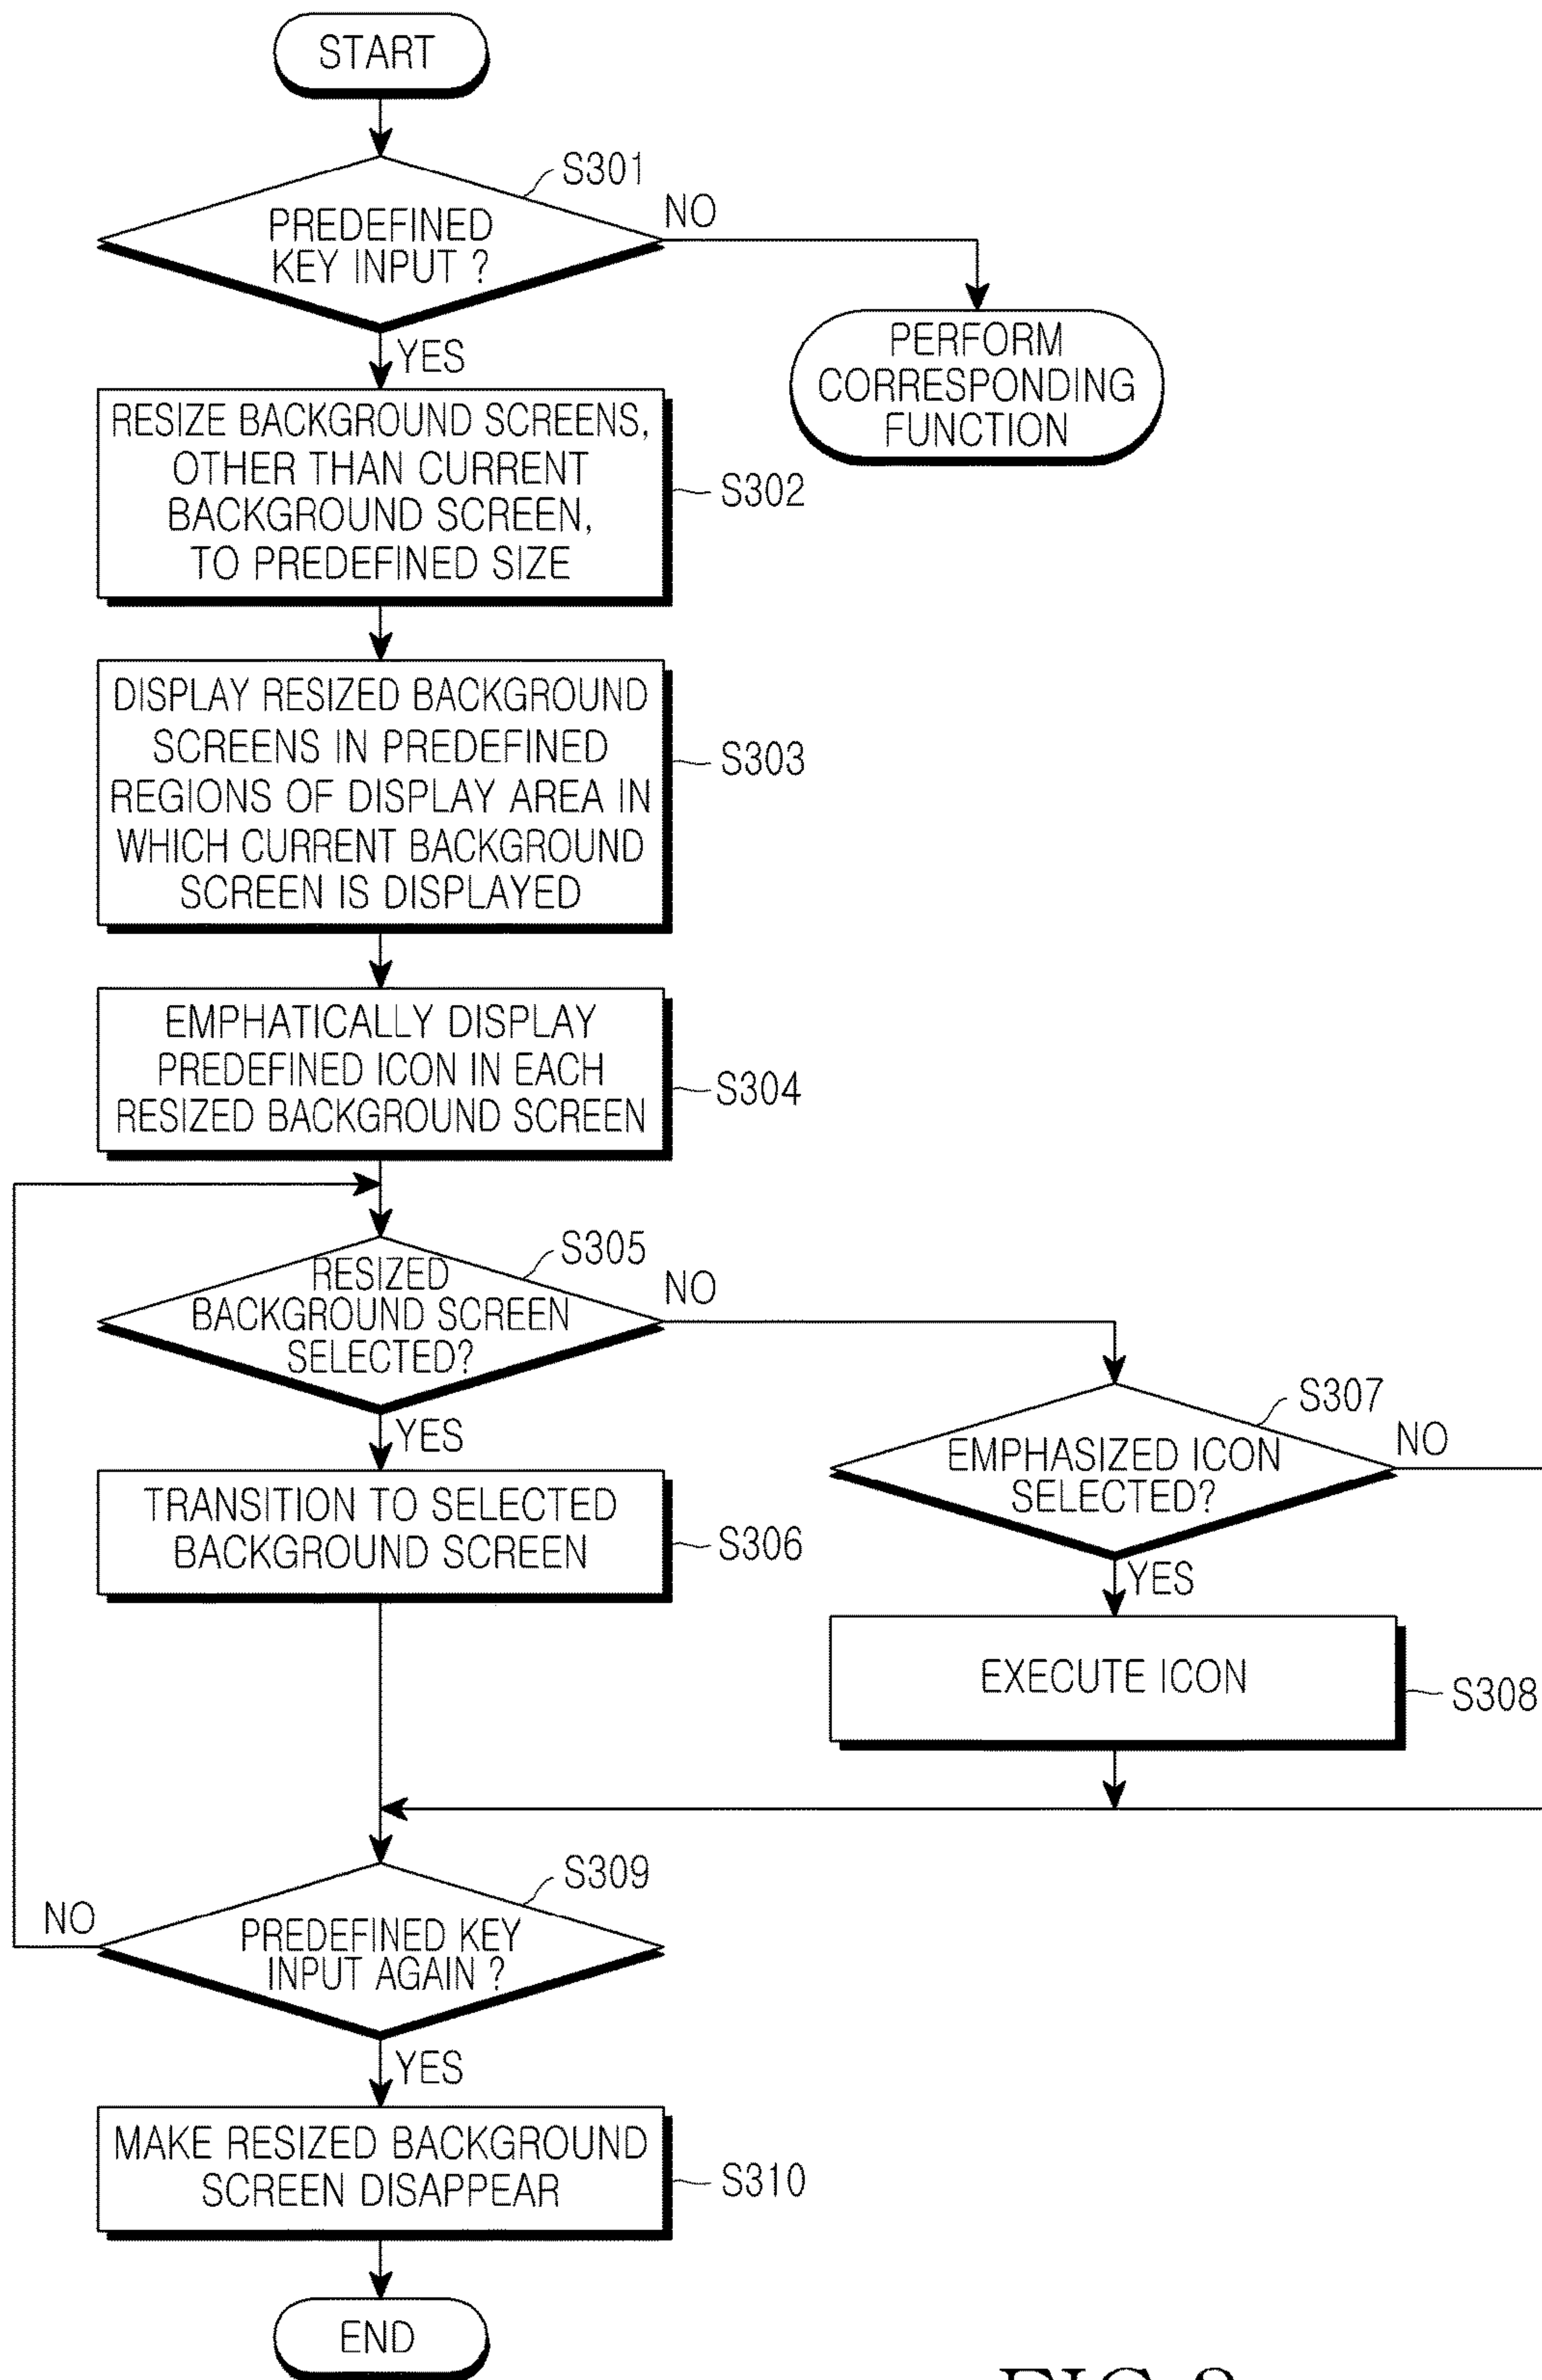 START
S301
PREDEFINED
KEY INPUT ?
NO
YES
PERFORM
CORRESPONDING
FUNCTION
RESIZE BACKGROUND SCREENS,
OTHER THAN CURRENT
BACKGROUND SCREEN,
TO PREDEFINED SIZE
S302
DISPLAY RESIZED BACKGROUND
SCREENS IN PREDEFINED
REGIONS OF DISPLAY AREA IN
WHICH CURRENT BACKGROUND
SCREEN IS DISPLAYED
S303
EMPHATICALLY DISPLAY
PREDEFINED ICON IN EACH
RESIZED BACKGROUND SCREEN
S304
S305
RESIZED
BACKGROUND SCREEN
SELECTED?
NO
YES
S307
EMPHASIZED ICON
SELECTED?
NO
YES
TRANSITION TO SELECTED
BACKGROUND SCREEN
S306
EXECUTE ICON
S308
S309
PREDEFINED KEY
INPUT AGAIN ?
NO
YES
MAKE RESIZED BACKGROUND
SCREEN DISAPPEAR
S310
END